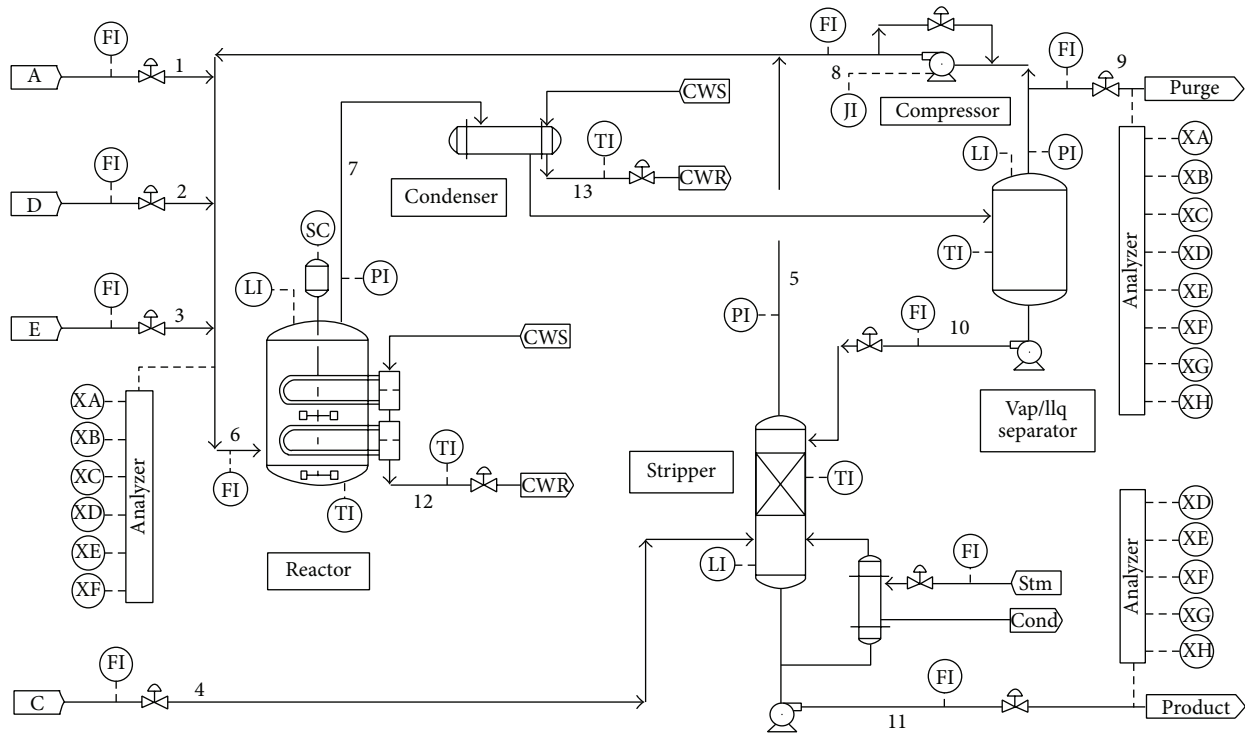 FI
FI
FI
9
A
1
8
Purge
CWS
JI
Compressor
XA
TI
LI
PI
FI
7
XB
13
CWR
D
2
Condenser
XC
SC
Analyzer
TI
XD
FI
LI
PI
5
XE
E
3
CWS
PI
FI
10
XF
XG
XA
Vap/llq
separator
XH
XB
6
TI
Stripper
TI
XC
FI
12
CWR
XD
Analyzer
TI
Analyzer
XD
XE
XE
Reactor
LI
FI
XF
XF
Stm
XG
Cond
XH
FI
4
FI
C
11
Product